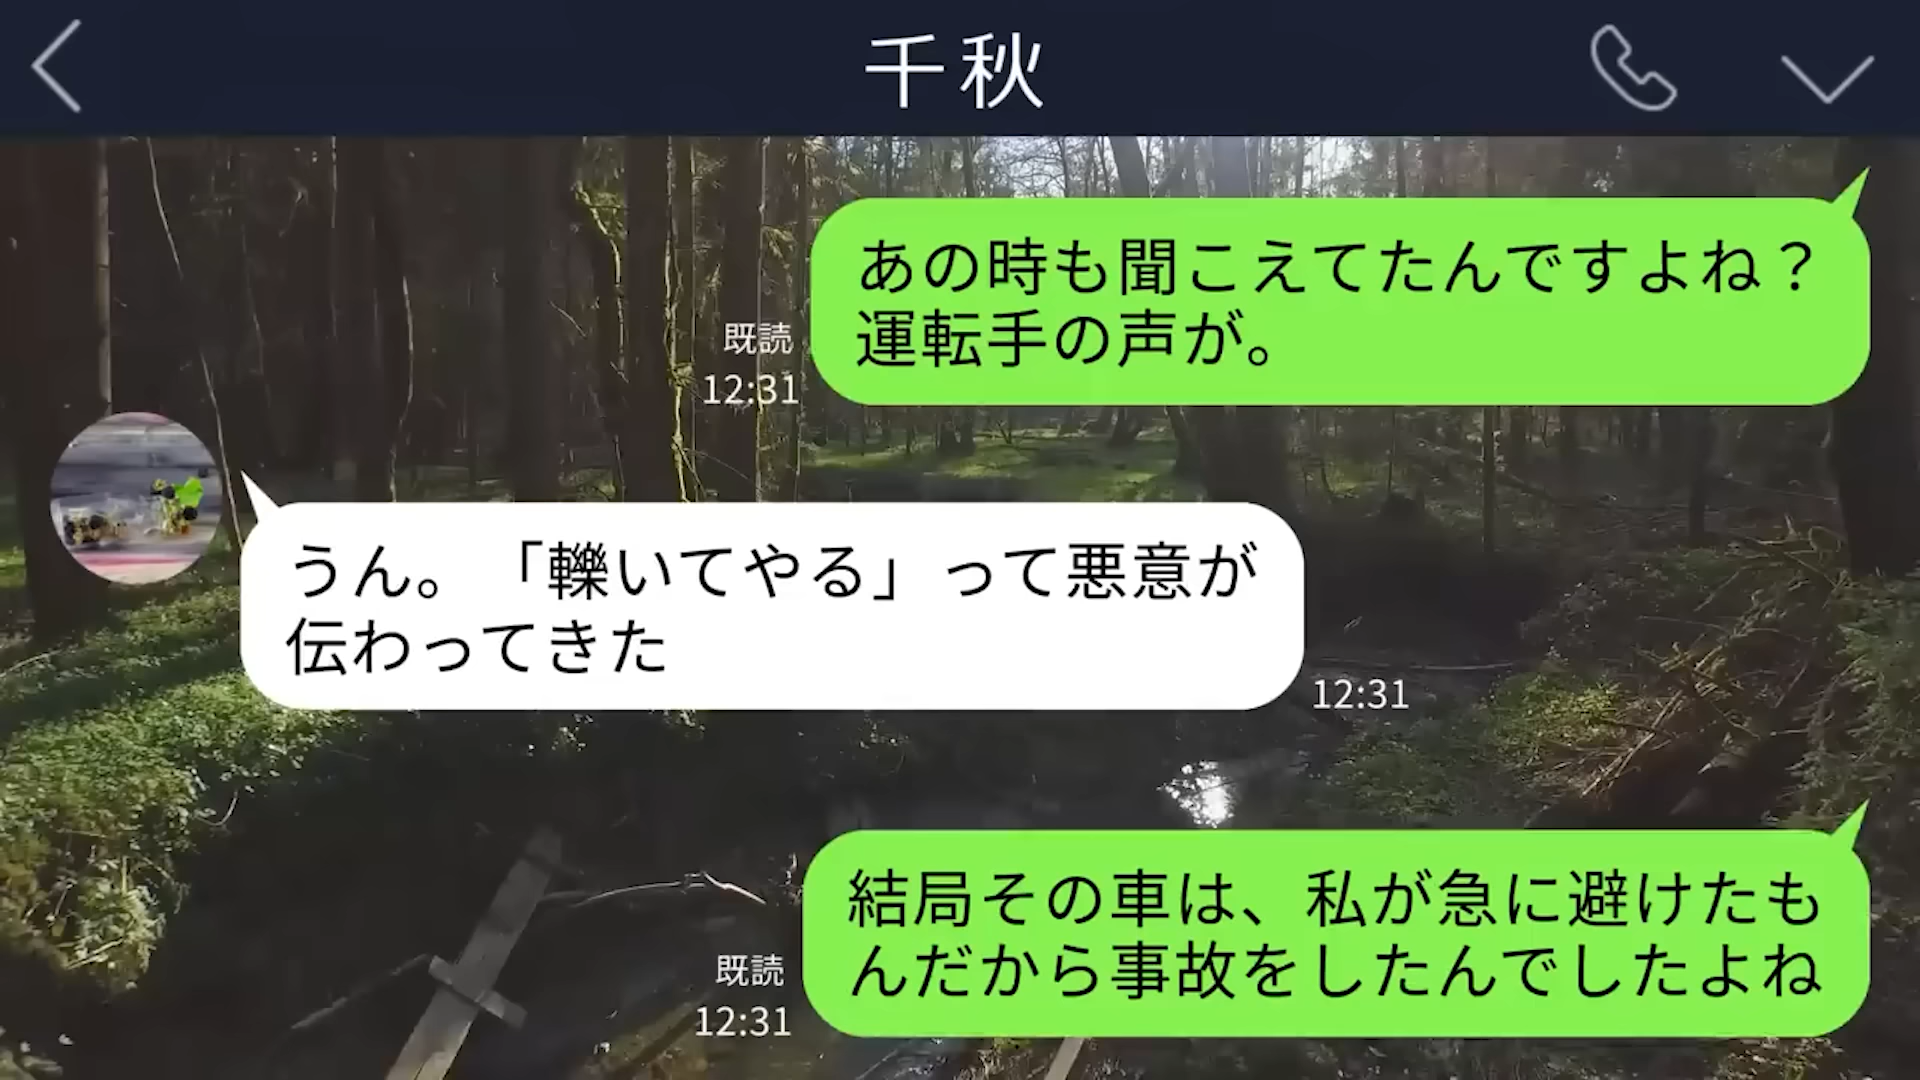 千秋
あの時も聞こえてたんですよね？
運転手の声が。
既読
12:31
うん。「轢いてやる」って悪意が
伝わってきた
12:31
結局その車は、私が急に避けたも
んだから事故をしたんでしたよね
既読
12:31